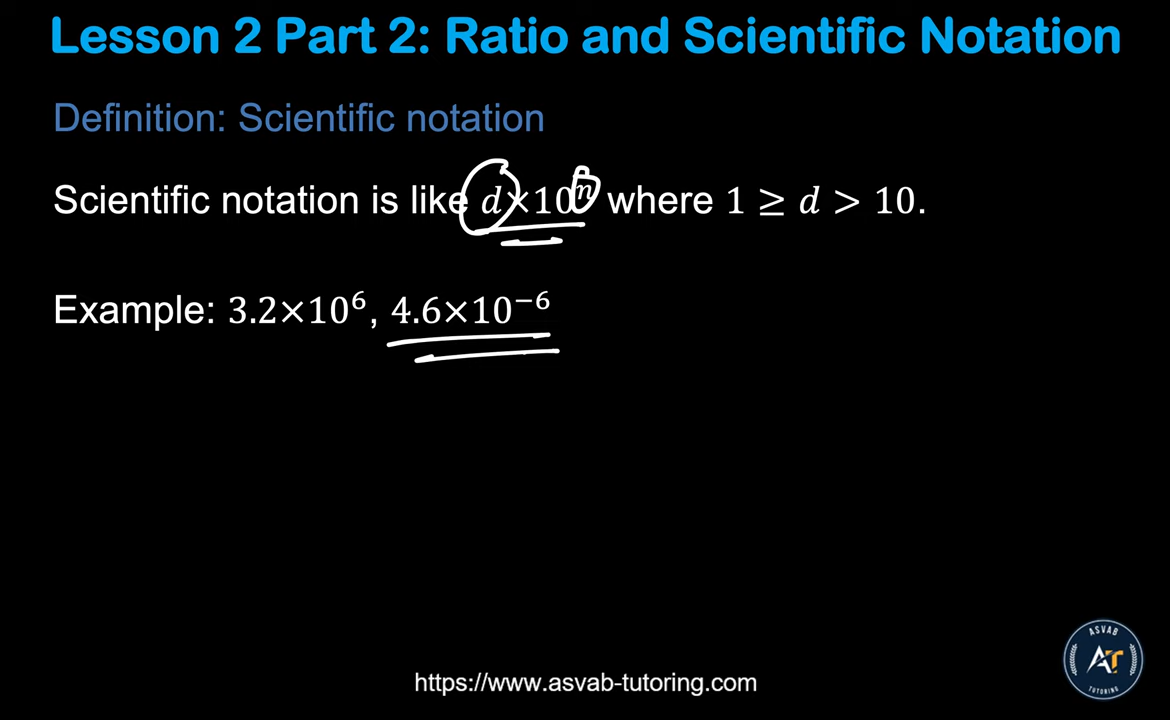 Lesson 2 Part 2: Ratio and Scientific Notation
Definition: Scientific notation
Scientific notation is like d×10ⁿ where 1 ≥ d > 10.
Example: 3.2×10⁶, 4.6×10⁻⁶
ASVAB
AT
TUTORING
https://www.asvab-tutoring.com